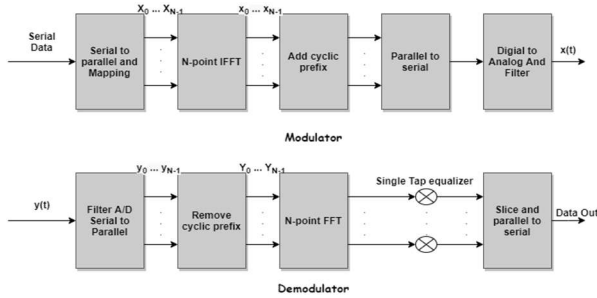 X0 ... XN-1
x0 ... xN-1
Serial
Data
Serial to
parallel and
Mapping
N-point IFFT
Add cyclic
prefix
Parallel to
serial
Digial to
Analog And
Filter
x(t)
Modulator
y0 ... yN-1
Y0 ... YN-1
Single Tap equalizer
y(t)
Filter A/D
Serial to
Parallel
Remove
cyclic prefix
N-point FFT
Slice and
parallel to
serial
Data Out
Demodulator